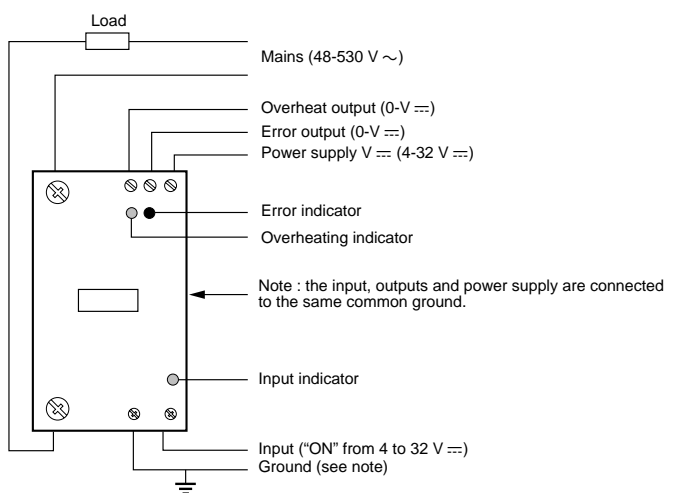 Load
Mains (48-530 V ∼)
Overheat output (0-V ⎓)
Error output (0-V ⎓)
Power supply V ⎓ (4-32 V ⎓)
Error indicator
Overheating indicator
Note : the input, outputs and power supply are connected
to the same common ground.
Input indicator
Input (“ON” from 4 to 32 V ⎓)
Ground (see note)